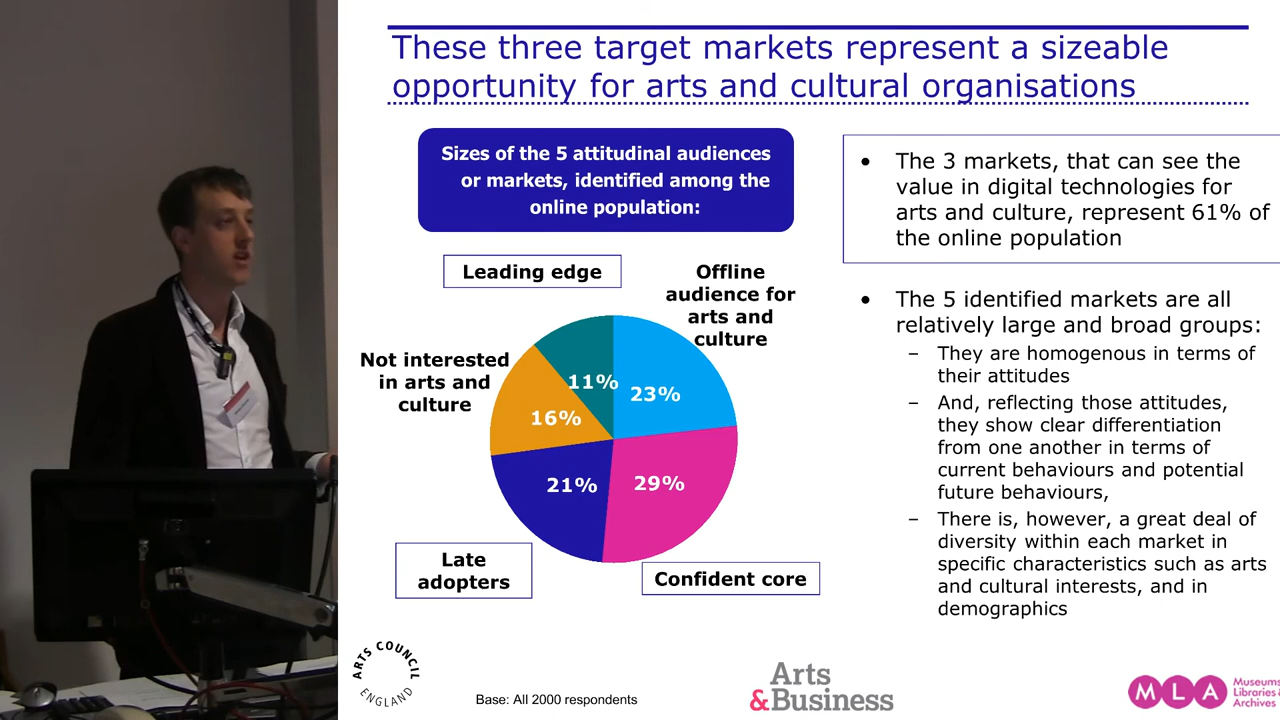 These three target markets represent a sizeable
opportunity for arts and cultural organisations
Sizes of the 5 attitudinal audiences
or markets, identified among the
online population:
Leading edge
Offline
audience for
arts and
culture
Not interested
in arts and
culture
11%
23%
16%
21%
29%
Late
adopters
Confident core
• The 3 markets, that can see the
value in digital technologies for
arts and culture, represent 61% of
the online population
• The 5 identified markets are all
relatively large and broad groups:
– They are homogenous in terms of
their attitudes
– And, reflecting those attitudes,
they show clear differentiation
from one another in terms of
current behaviours and potential
future behaviours,
– There is, however, a great deal of
diversity within each market in
specific characteristics such as arts
and cultural interests, and in
demographics
ARTS COUNCIL
ENGLAND
Base: All 2000 respondents
Arts
&Business
MLA
Museums
Libraries &
Archives